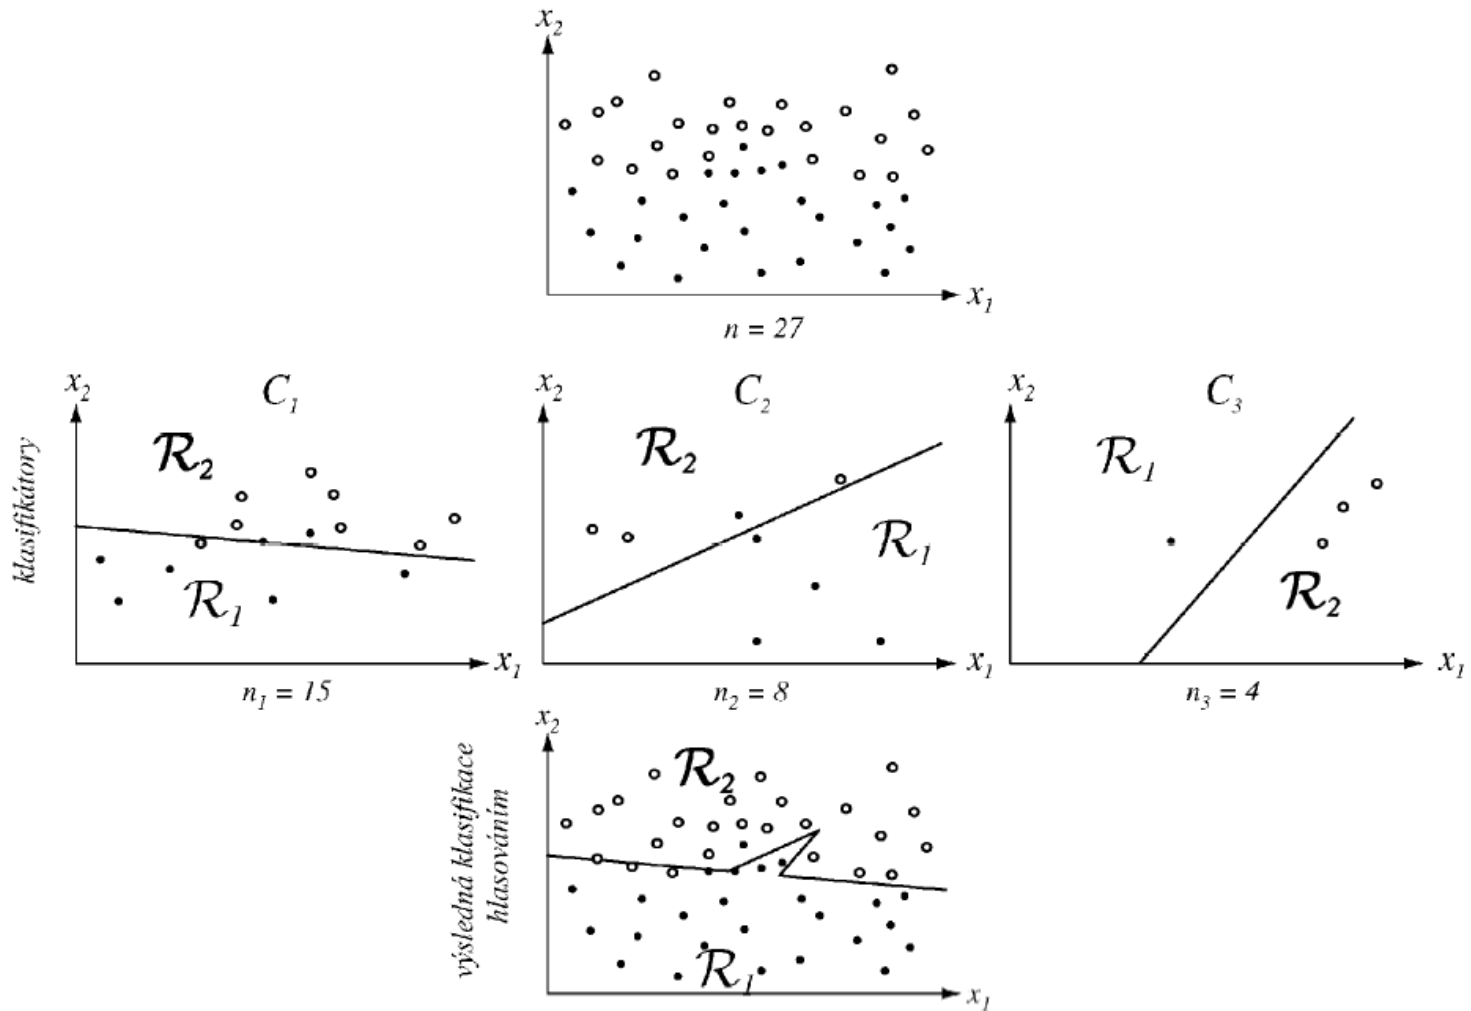 x₂
x₁
n = 27
klasifikátory
x₂
C₁
R₂
R₁
x₁
n₁ = 15
x₂
C₂
R₂
R₁
x₁
n₂ = 8
x₂
C₃
R₁
R₂
x₁
n₃ = 4
výsledná klasifikace
hlasováním
x₂
R₂
R₁
x₁